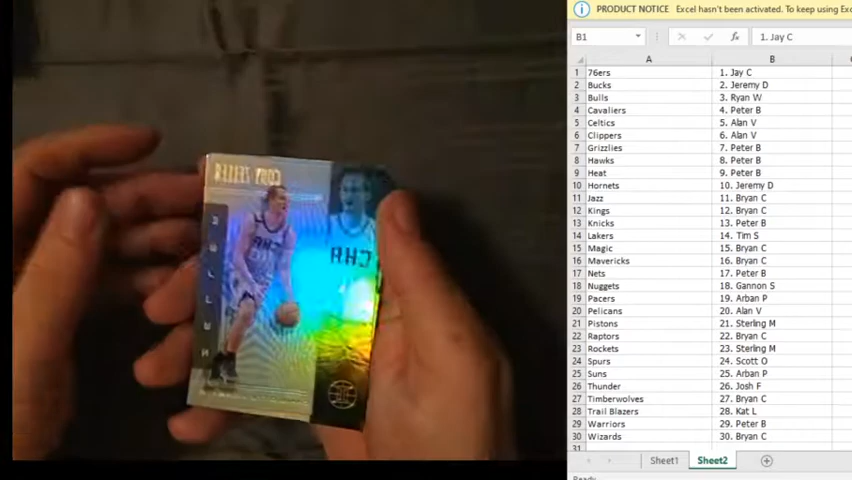 PRODUCT NOTICE Excel hasn't been activated. To keep using Ex
B1 1. Jay C
A B
1 76ers 1. Jay C
2 Bucks 2. Jeremy D
3 Bulls 3. Ryan W
4 Cavaliers 4. Peter B
5 Celtics 5. Alan V
6 Clippers 6. Alan V
7 Grizzlies 7. Peter B
8 Hawks 8. Peter B
9 Heat 9. Peter B
10 Hornets 10. Jeremy D
11 Jazz 11. Bryan C
12 Kings 12. Bryan C
13 Knicks 13. Peter B
14 Lakers 14. Tim S
15 Magic 15. Bryan C
16 Mavericks 16. Bryan C
17 Nets 17. Peter B
18 Nuggets 18. Gannon S
19 Pacers 19. Arban P
20 Pelicans 20. Alan V
21 Pistons 21. Sterling M
22 Raptors 22. Bryan C
23 Rockets 23. Sterling M
24 Spurs 24. Scott O
25 Suns 25. Arban P
26 Thunder 26. Josh F
27 Timberwolves 27. Bryan C
28 Trail Blazers 28. Kat L
29 Warriors 29. Peter B
30 Wizards 30. Bryan C
31
Sheet1 Sheet2
Ready